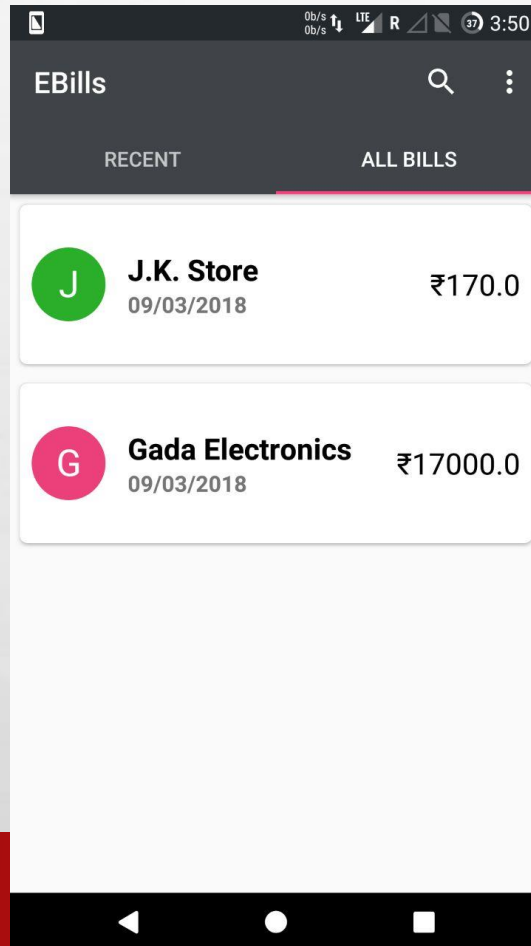 0b/s
0b/s LTE R 37 3:50
EBills
RECENT ALL BILLS
J
J.K. Store
09/03/2018
₹170.0
G
Gada Electronics
09/03/2018
₹17000.0